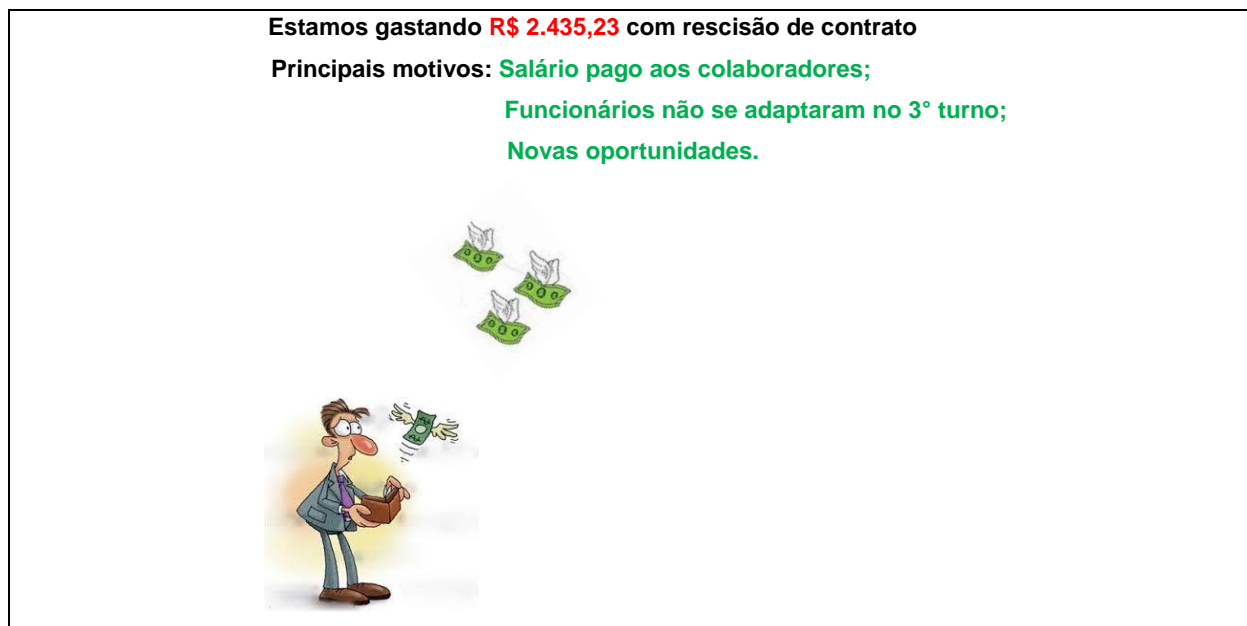 Estamos gastando R$ 2.435,23 com rescisão de contrato
Principais motivos: Salário pago aos colaboradores;
Funcionários não se adaptaram no 3° turno;
Novas oportunidades.